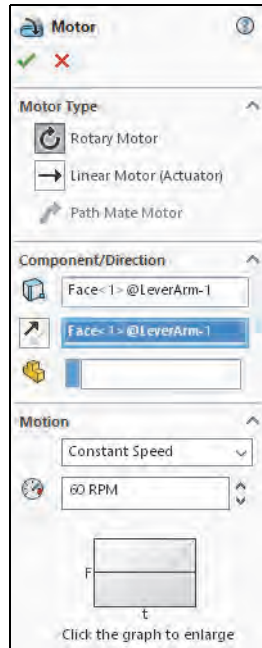 Motor
Motor Type
Rotary Motor
Linear Motor (Actuator)
Path Mate Motor
Component/Direction
Face<1>@LeverArm-1
Face<1>@LeverArm-1
Motion
Constant Speed
60 RPM
F
t
Click the graph to enlarge